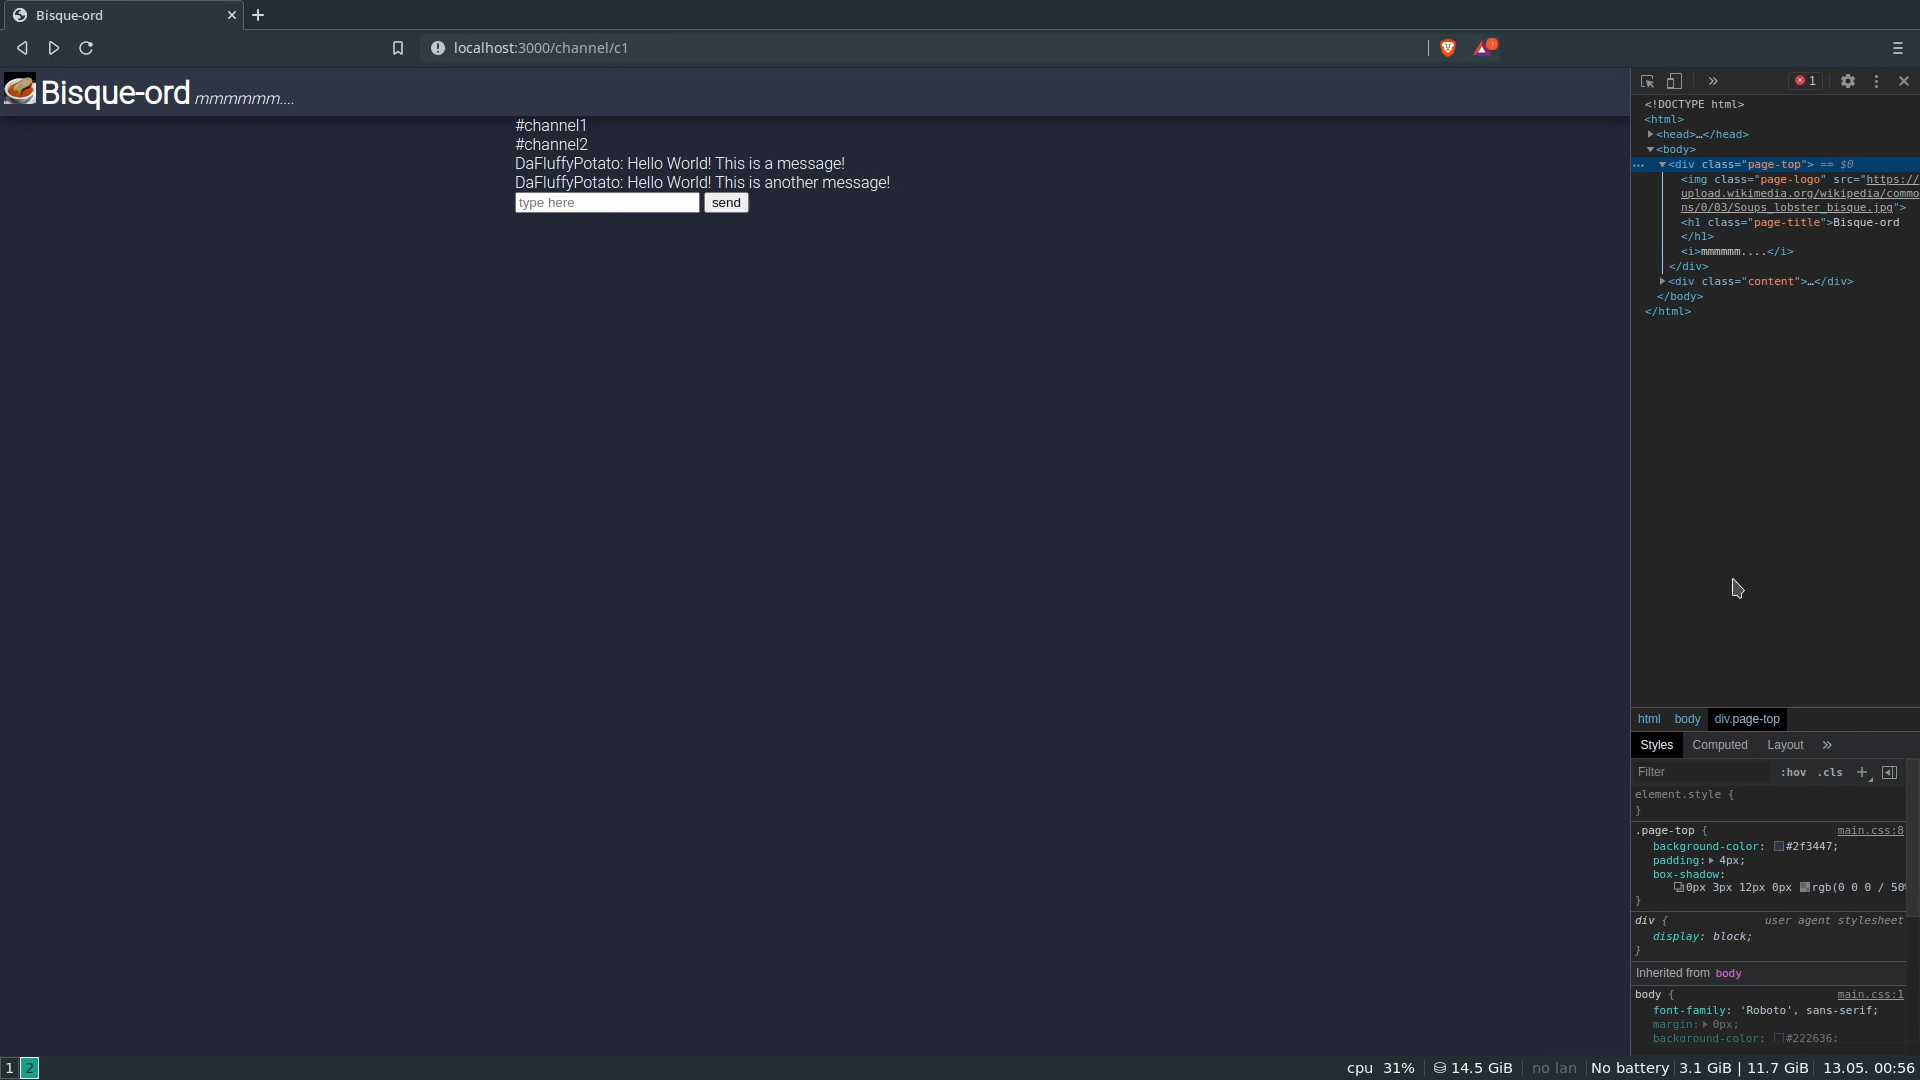 Bisque-ord
localhost:3000/channel/c1
Bisque-ord mmmmmm....
#channel1
#channel2
DaFluffyPotato: Hello World! This is a message!
DaFluffyPotato: Hello World! This is another message!
type here send
1
<!DOCTYPE html>
<html>
<head>…</head>
<body>
<div class="page-top"> == $0
<img class="page-logo" src="https://
upload.wikimedia.org/wikipedia/commo
ns/0/03/Soups_lobster_bisque.jpg">
<h1 class="page-title">Bisque-ord
</h1>
<i>mmmmmm....</i>
</div>
<div class="content">…</div>
</body>
</html>
html body div.page-top
Styles Computed Layout »
Filter :hov .cls +
element.style {
}
.page-top { main.css:8
background-color: #2f3447;
padding: 4px;
box-shadow:
0px 3px 12px 0px rgb(0 0 0 / 50%
}
div { user agent stylesheet
display: block;
}
Inherited from body
body { main.css:1
font-family: 'Roboto', sans-serif;
margin: 0px;
background-color: #222636;
1 2 cpu 31% 14.5 GiB no lan No battery 3.1 GiB | 11.7 GiB 13.05. 00:56